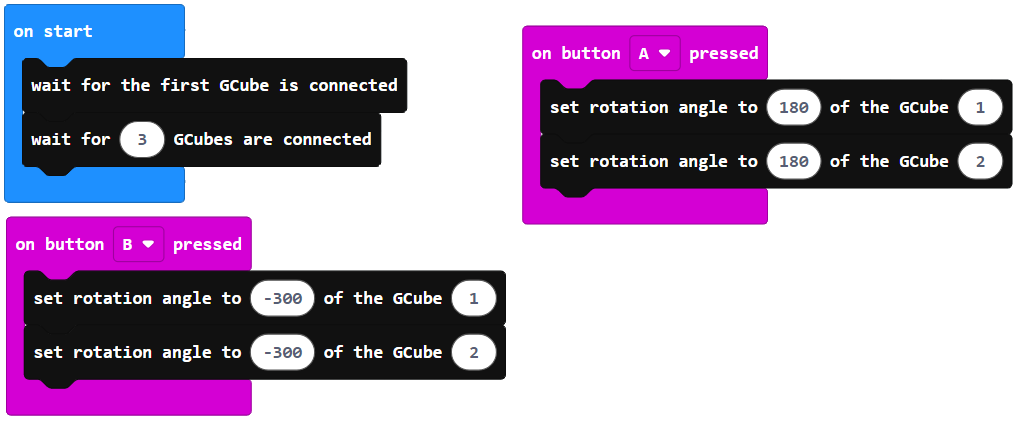 on start
wait for the first GCube is connected
wait for 3 GCubes are connected
on button A pressed
set rotation angle to 180 of the GCube 1
set rotation angle to 180 of the GCube 2
on button B pressed
set rotation angle to -300 of the GCube 1
set rotation angle to -300 of the GCube 2